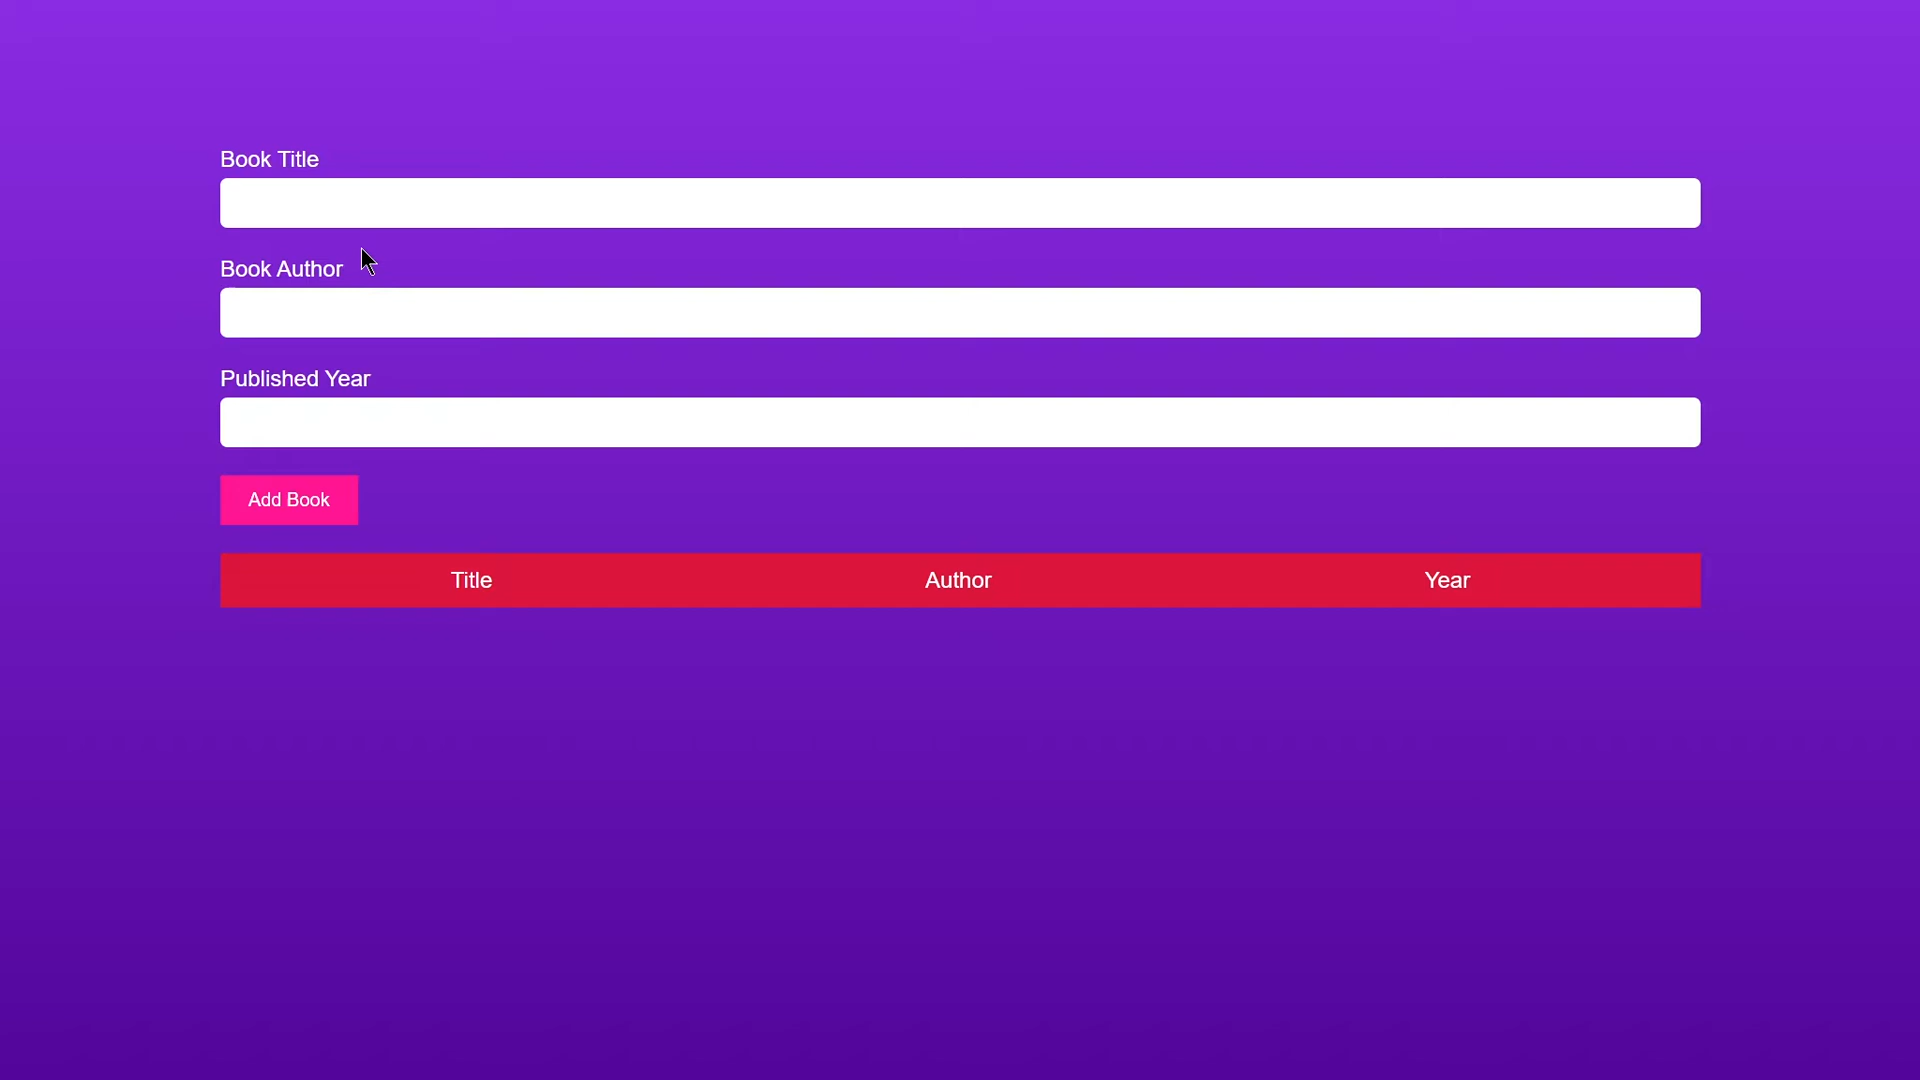 Book Title
Book Author
Published Year
Add Book
Title Author Year